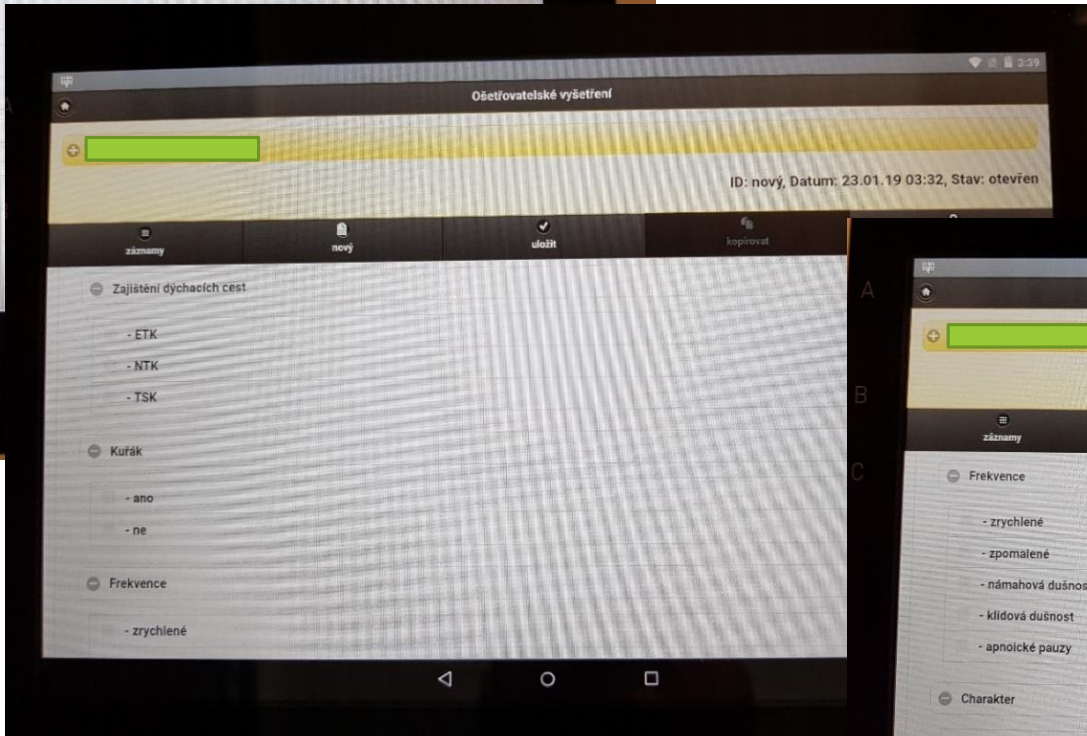 3:39
Ošetřovatelské vyšetření
ID: nový, Datum: 23.01.19 03:32, Stav: otevřen
záznamy
nový
uložit
kopírovat
Zajištění dýchacích cest
- ETK
- NTK
- TSK
Kuřák
- ano
- ne
Frekvence
- zrychlené
A
B
C
záznamy
Frekvence
- zrychlené
- zpomalené
- námahová dušnos
- klidová dušnost
- apnoické pauzy
Charakter